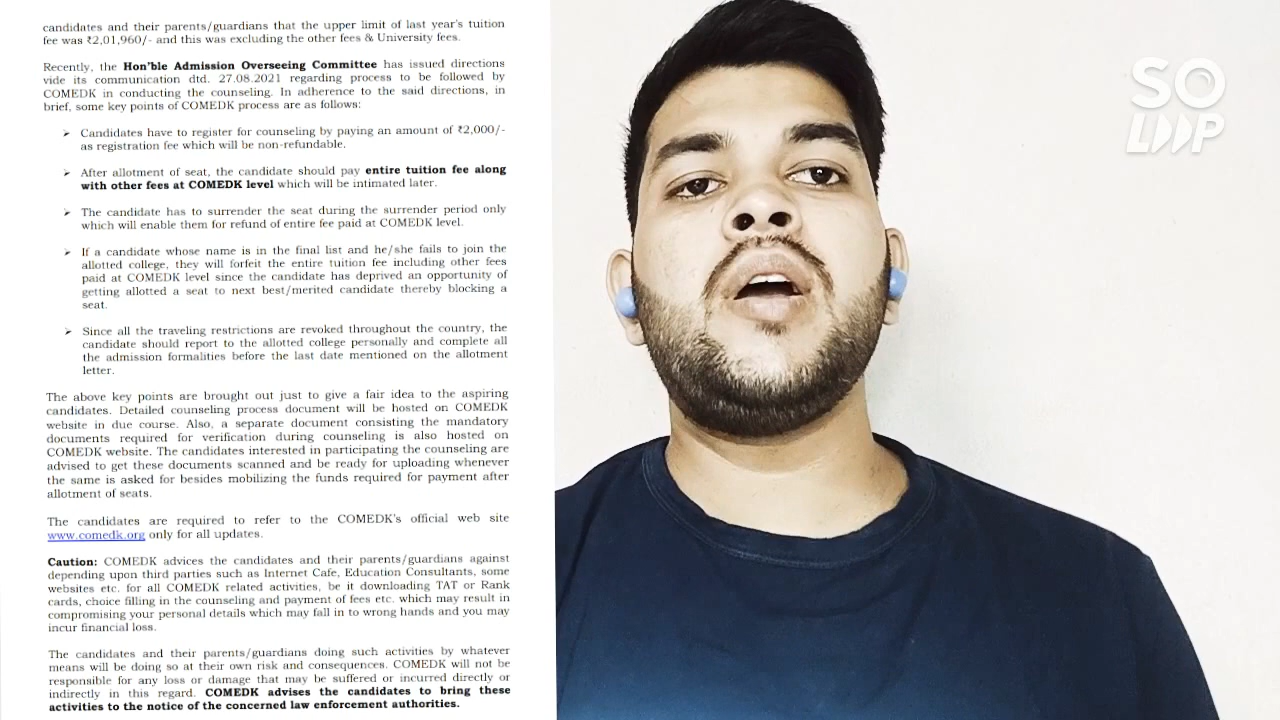 candidates and their parents/guardians that the upper limit of last year's tuition
fee was ₹2,01,960/- and this was excluding the other fees & University fees.
Recently, the Hon'ble Admission Overseeing Committee has issued directions
vide its communication dtd. 27.08.2021 regarding process to be followed by
COMEDK in conducting the counseling. In adherence to the said directions, in
brief, some key points of COMEDK process are as follows:
➤ Candidates have to register for counseling by paying an amount of ₹2,000/-
as registration fee which will be non-refundable.
➤ After allotment of seat, the candidate should pay entire tuition fee along
with other fees at COMEDK level which will be intimated later.
➤ The candidate has to surrender the seat during the surrender period only
which will enable them for refund of entire fee paid at COMEDK level.
➤ If a candidate whose name is in the final list and he/she fails to join the
allotted college, they will forfeit the entire tuition fee including other fees
paid at COMEDK level since the candidate has deprived an opportunity of
getting allotted a seat to next best/merited candidate thereby blocking a
seat.
➤ Since all the traveling restrictions are revoked throughout the country, the
candidate should report to the allotted college personally and complete all
the admission formalities before the last date mentioned on the allotment
letter.
The above key points are brought out just to give a fair idea to the aspiring
candidates. Detailed counseling process document will be hosted on COMEDK
website in due course. Also, a separate document consisting the mandatory
documents required for verification during counseling is also hosted on
COMEDK website. The candidates interested in participating the counseling are
advised to get these documents scanned and be ready for uploading whenever
the same is asked for besides mobilizing the funds required for payment after
allotment of seats.
The candidates are required to refer to the COMEDK's official web site
www.comedk.org only for all updates.
Caution: COMEDK advices the candidates and their parents/guardians against
depending upon third parties such as Internet Cafe, Education Consultants, some
websites etc. for all COMEDK related activities, be it downloading TAT or Rank
cards, choice filling in the counseling and payment of fees etc. which may result in
compromising your personal details which may fall in to wrong hands and you may
incur financial loss.
The candidates and their parents/guardians doing such activities by whatever
means will be doing so at their own risk and consequences. COMEDK will not be
responsible for any loss or damage that may be suffered or incurred directly or
indirectly in this regard. COMEDK advises the candidates to bring these
activities to the notice of the concerned law enforcement authorities.
SO
LOOP